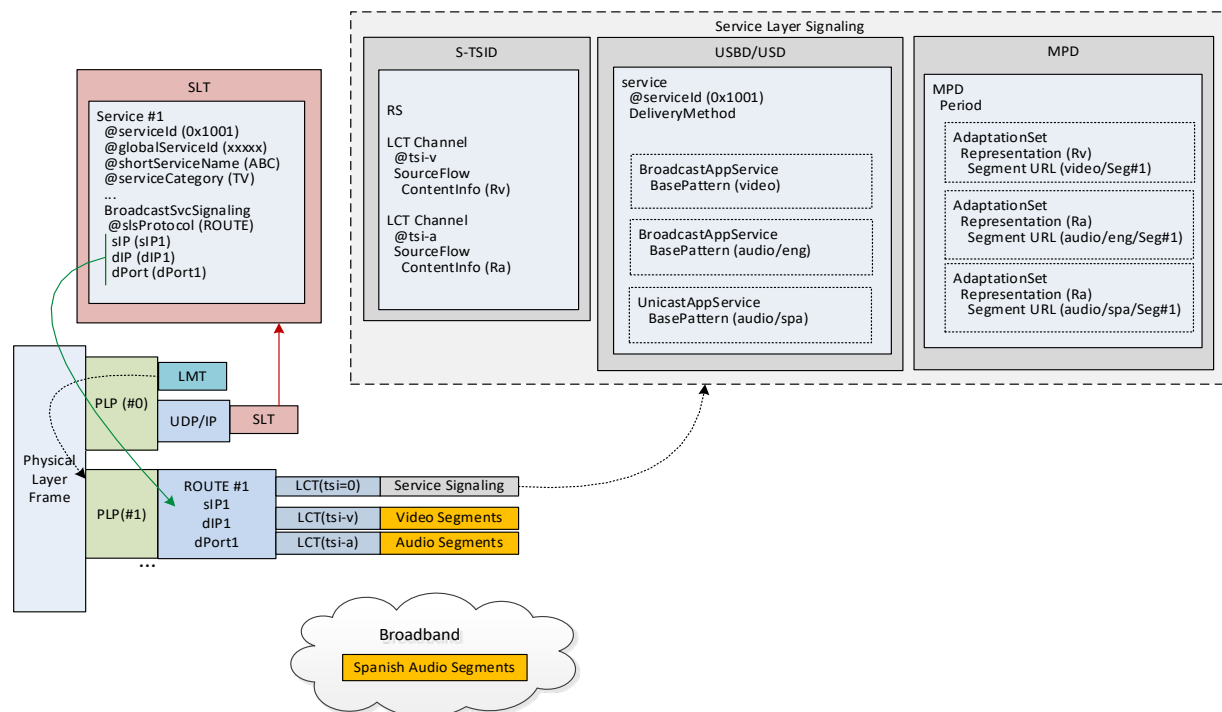 Service Layer Signaling
S-TSID
RS
LCT Channel
@tsi-v
SourceFlow
ContentInfo (Rv)
LCT Channel
@tsi-a
SourceFlow
ContentInfo (Ra)
USBD/USD
service
@serviceId (0x1001)
DeliveryMethod
BroadcastAppService
BasePattern (video)
BroadcastAppService
BasePattern (audio/eng)
UnicastAppService
BasePattern (audio/spa)
MPD
MPD
Period
AdaptationSet
Representation (Rv)
Segment URL (video/Seg#1)
AdaptationSet
Representation (Ra)
Segment URL (audio/eng/Seg#1)
AdaptationSet
Representation (Ra)
Segment URL (audio/spa/Seg#1)
SLT
Service #1
@serviceId (0x1001)
@globalServiceId (xxxxx)
@shortServiceName (ABC)
@serviceCategory (TV)
...
BroadcastSvcSignaling
@slsProtocol (ROUTE)
sIP (sIP1)
dIP (dIP1)
dPort (dPort1)
Physical
Layer
Frame
PLP (#0)
LMT
UDP/IP
SLT
PLP(#1)
ROUTE #1
sIP1
dIP1
dPort1
LCT(tsi=0)
Service Signaling
LCT(tsi-v)
Video Segments
LCT(tsi-a)
Audio Segments
...
Broadband
Spanish Audio Segments